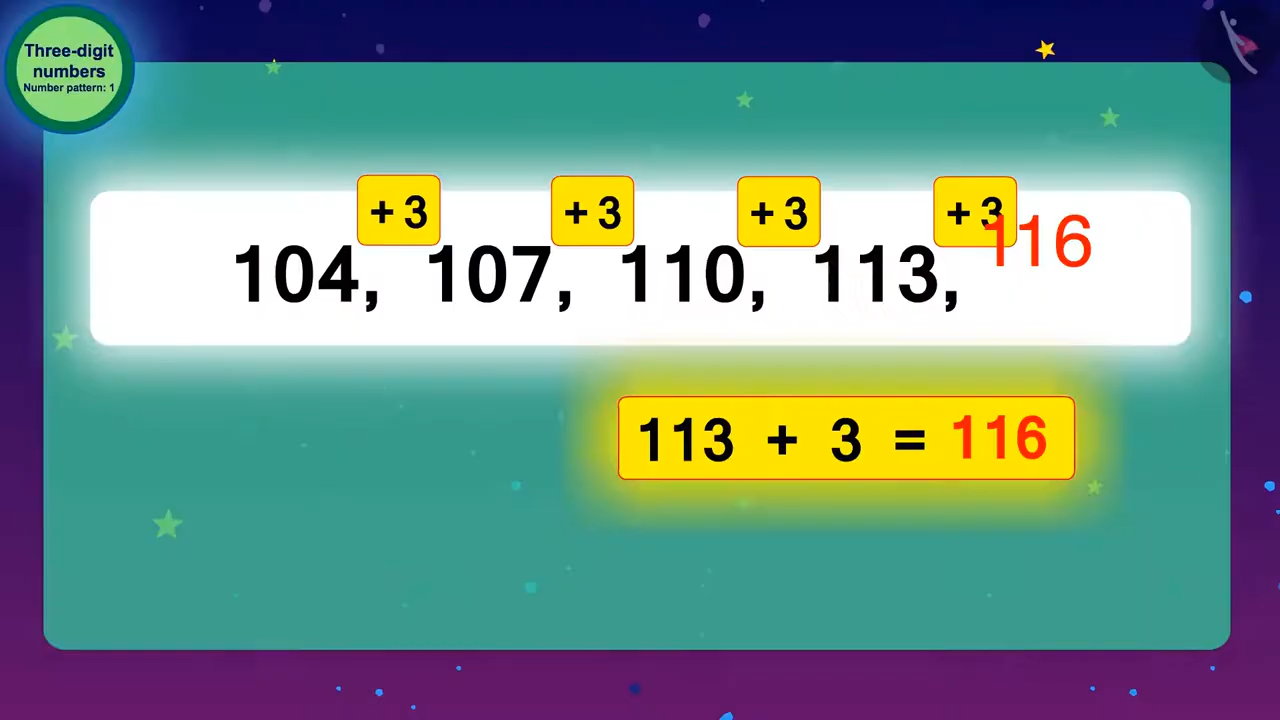 Three-digit
numbers
Number pattern: 1
+ 3 + 3 + 3 + 3
104, 107, 110, 113, 116
113 + 3 = 116